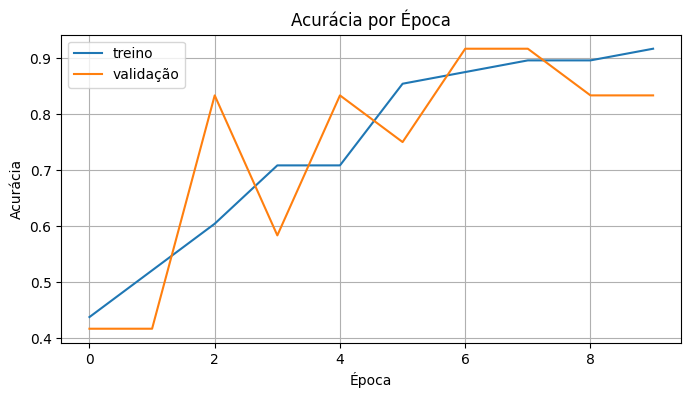 Acurácia por Época
treino
validação
Acurácia
0.9
0.8
0.7
0.6
0.5
0.4
0 2 4 6 8
Época